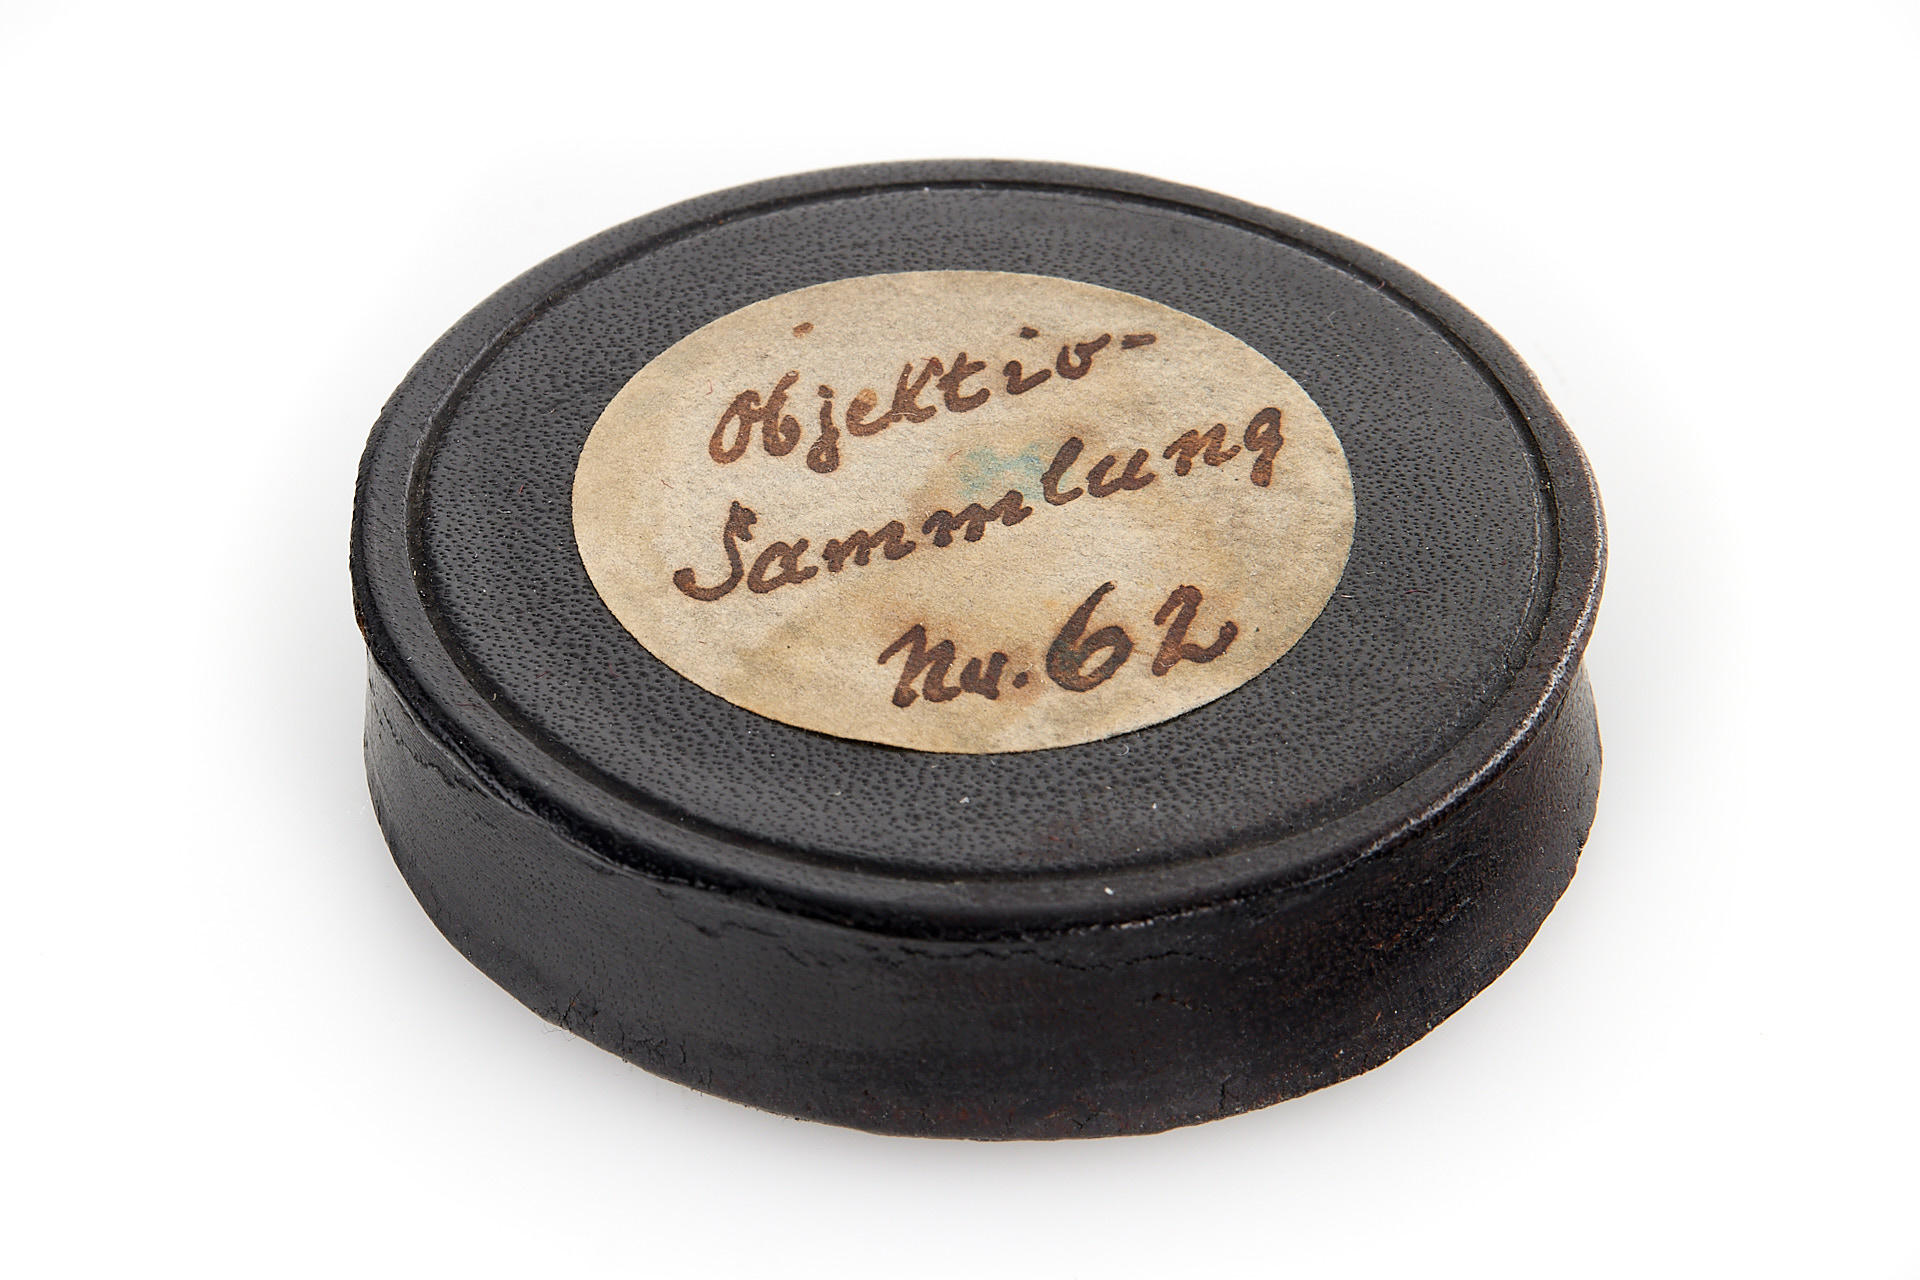 Objektiv-
Sammlung
Nr. 62